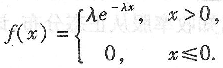 f(x) = { λe^{-λx}, x>0,
0, x≤0.